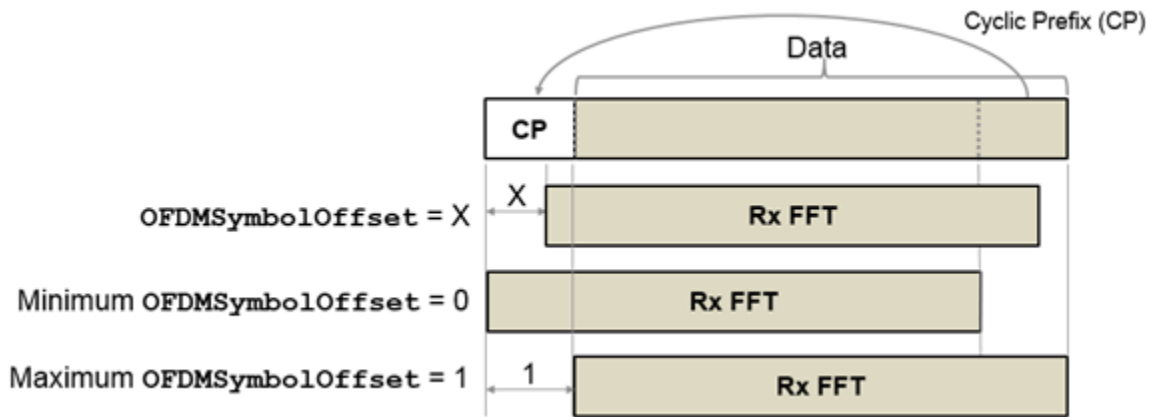 Cyclic Prefix (CP)
Data
CP
X
OFDMSymbolOffset = X
Rx FFT
Minimum OFDMSymbolOffset = 0
Rx FFT
Maximum OFDMSymbolOffset = 1
1
Rx FFT